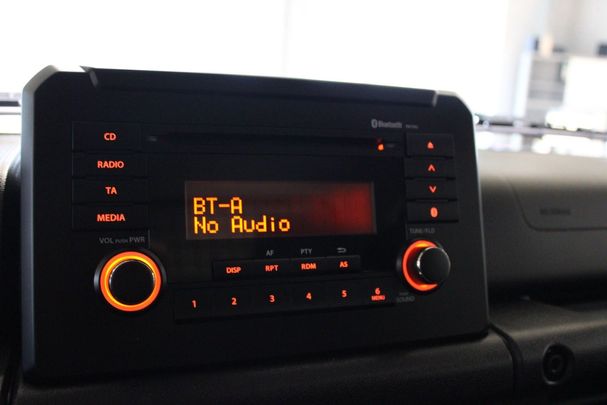 Bluetooth
CD
RADIO
TA
MEDIA
BT-A
No Audio
VOL PUSH PWR
TUNE/FLD
AF
PTY
DISP
RPT
RDM
AS
1
2
3
4
5
6
MENU
SOUND